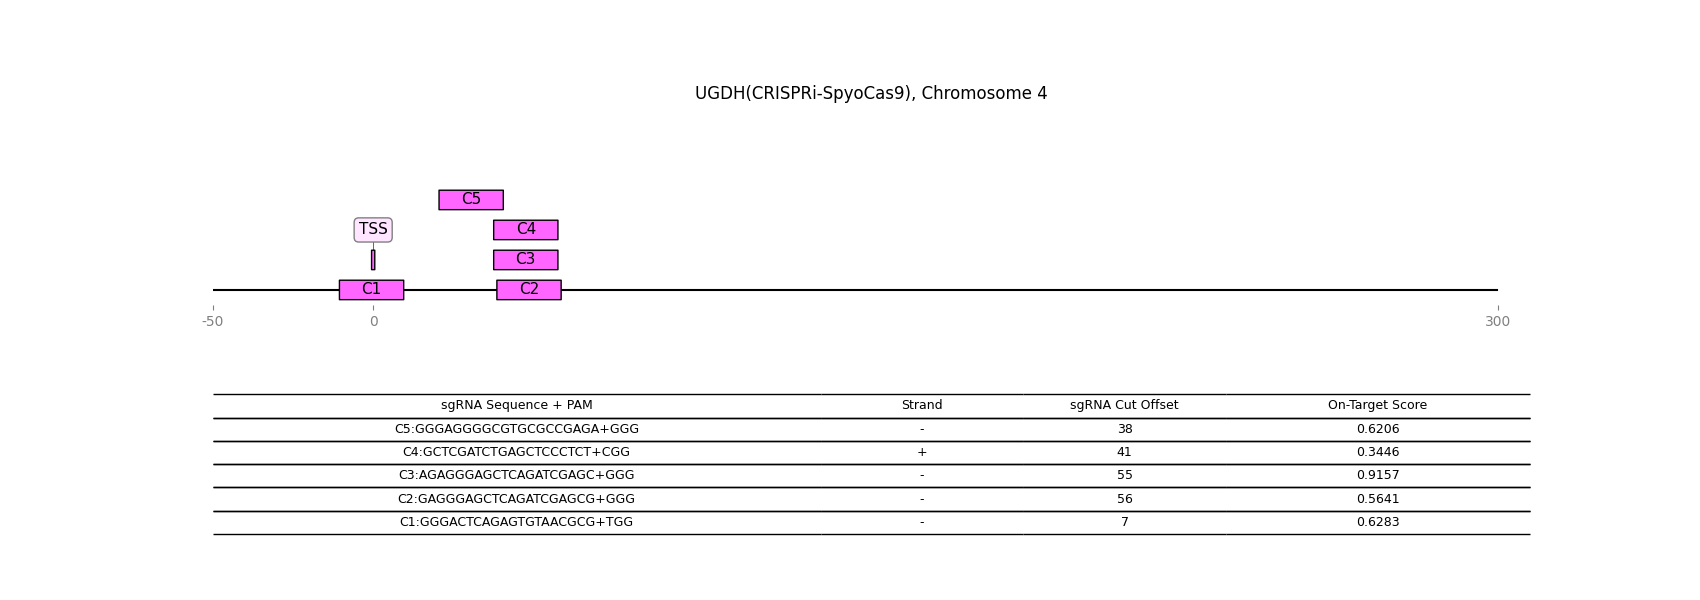 UGDH(CRISPRi-SpyoCas9), Chromosome 4
C5
TSS
C4
C3
C1
C2
-50
0
300
sgRNA Sequence + PAM Strand sgRNA Cut Offset On-Target Score
C5:GGGAGGGGCGTGCGCCGAGA+GGG - 38 0.6206
C4:GCTCGATCTGAGCTCCCTCT+CGG + 41 0.3446
C3:AGAGGGAGCTCAGATCGAGC+GGG - 55 0.9157
C2:GAGGGAGCTCAGATCGAGCG+GGG - 56 0.5641
C1:GGGACTCAGAGTGTAACGCG+TGG - 7 0.6283